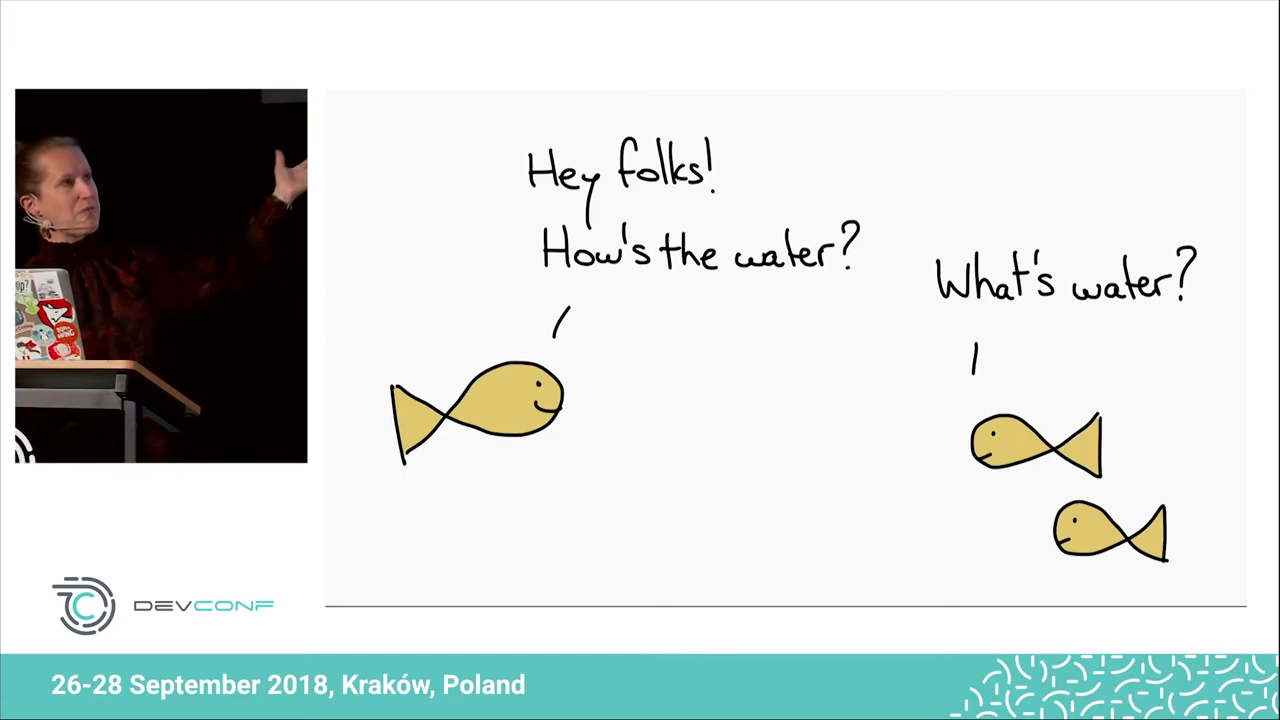 Hey folks!
How's the water?
What's water?
DEVCONF
26-28 September 2018, Kraków, Poland